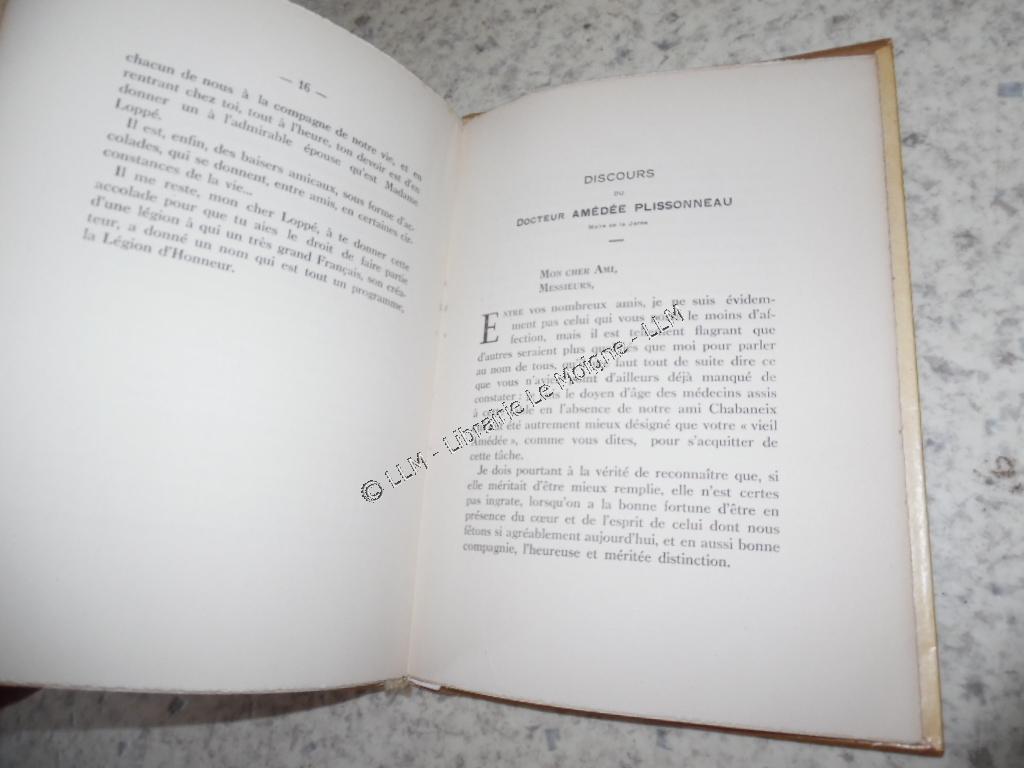 — 16 —
chacun de nous à la compagne de notre vie, et en
rentrant chez toi, tout à l'heure, ton devoir est d'en
donner un à l'admirable épouse qu'est Madame
Loppé.
Il est, enfin, des baisers amicaux, sous forme d'ac-
colades, qui se donnent, entre amis, en certaines cir-
constances de la vie...
Il me reste, mon cher Loppé, à te donner cette
accolade pour que tu aies le droit de faire partie
d'une légion à qui un très grand Français, son créa-
teur, a donné un nom qui est tout un programme,
la Légion d'Honneur.
DISCOURS
DU
DOCTEUR AMÉDÉE PLISSONNEAU
Maire de la Jarne
MON CHER AMI,
MESSIEURS,
ENTRE vos nombreux amis, je ne suis évidem-
ment pas celui qui vous le moins d'af-
fection, mais il est tellement flagrant que
d'autres seraient plus que moi pour parler
au nom de tous, faut tout de suite dire ce
que vous n'avie d'ailleurs déjà manqué de
constater : le doyen d'âge des médecins assis
à en l'absence de notre ami Chabaneix
été autrement mieux désigné que votre « vieil
Amédée », comme vous dites, pour s'acquitter de
cette tâche.
Je dois pourtant à la vérité de reconnaître que, si
elle méritait d'être mieux remplie, elle n'est certes
pas ingrate, lorsqu'on a la bonne fortune d'être en
présence du cœur et de l'esprit de celui dont nous
fêtons si agréablement aujourd'hui, et en aussi bonne
compagnie, l'heureuse et méritée distinction.
© LLM - Librairie Le Moigne - LLM